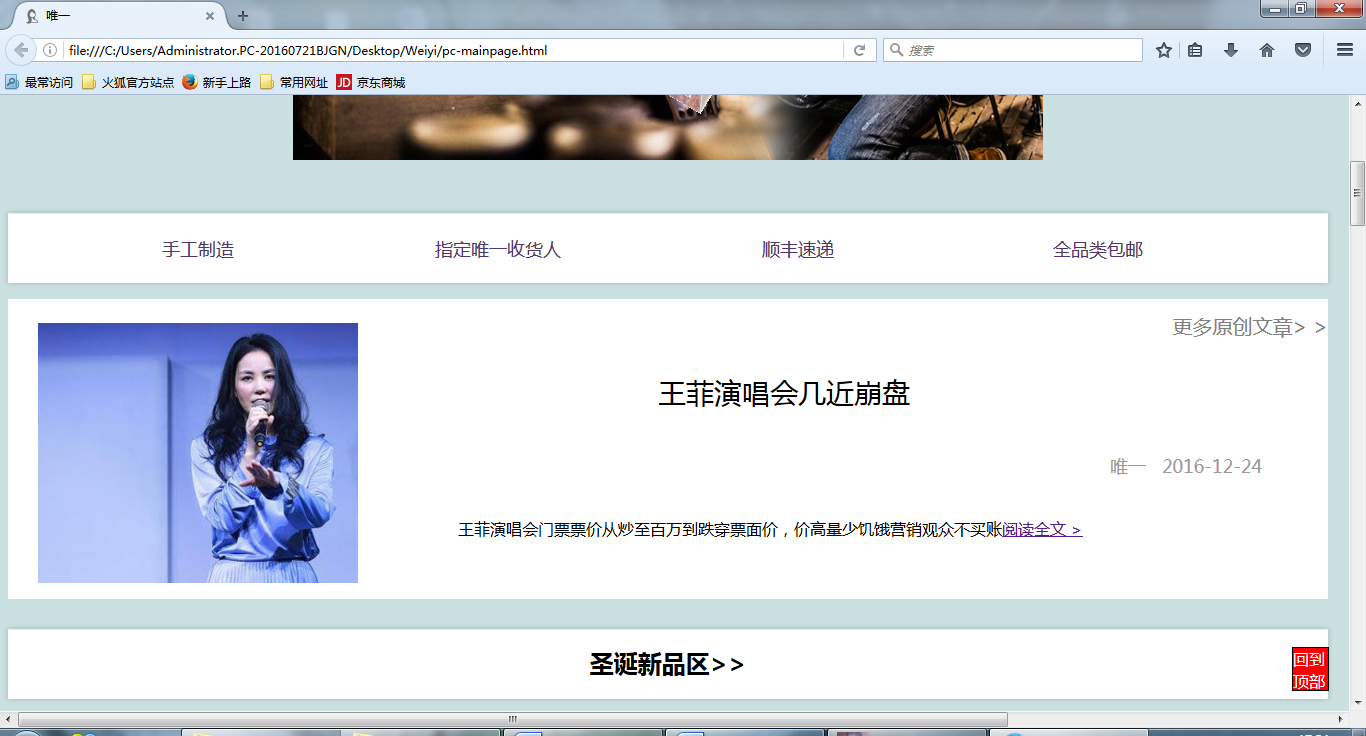 唯一
file:///C:/Users/Administrator.PC-20160721BJGN/Desktop/Weiyi/pc-mainpage.html
搜索
最常访问 火狐官方站点 新手上路 常用网址 JD 京东商城
手工制造 指定唯一收货人 顺丰速递 全品类包邮
更多原创文章> >
王菲演唱会几近崩盘
唯一 2016-12-24
王菲演唱会门票票价从炒至百万到跌穿票面价，价高量少饥饿营销观众不买账阅读全文 >
圣诞新品区>>
回到
顶部